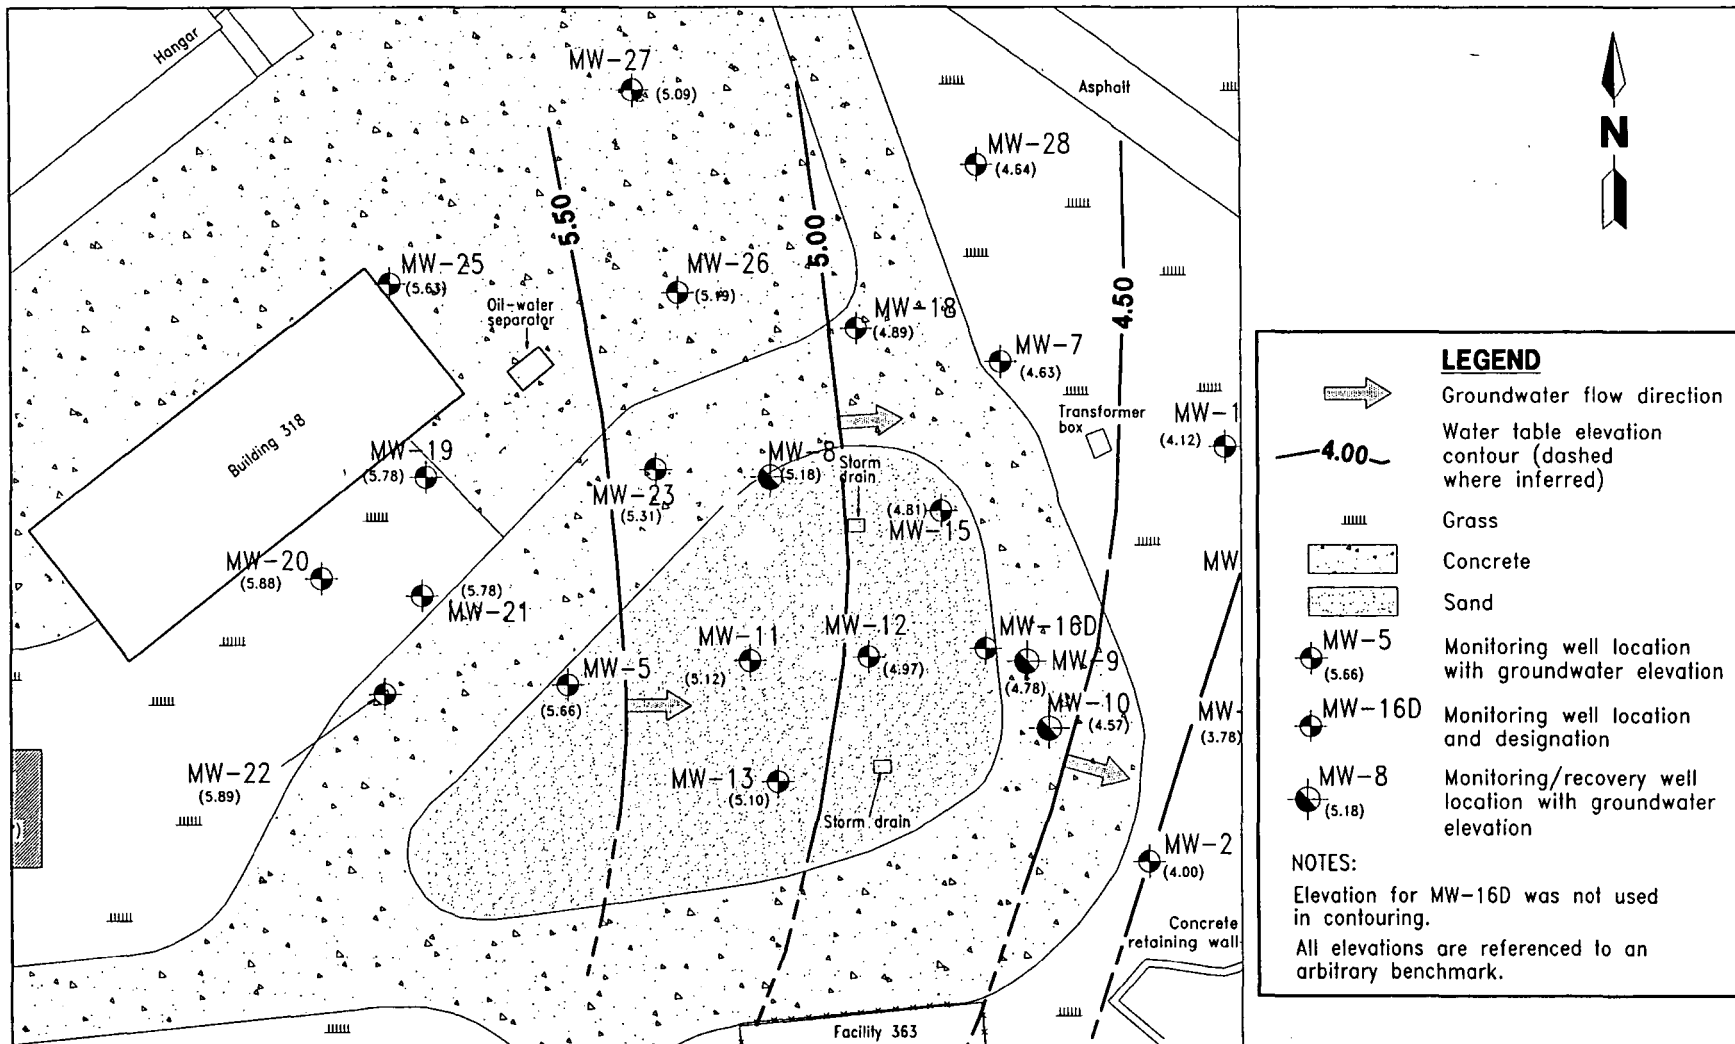 Hangar
MW-27
(5.09)
Asphalt
N
MW-28
(4.64)
5.50
5.00
4.50
MW-25
(5.63)
MW-26
(5.19)
Oil-water
separator
MW-18
(4.89)
MW-7
(4.63)
Building 318
Transformer
box
MW-1
(4.12)
MW-19
(5.78)
MW-8
(5.18)
Storm
drain
MW-23
(5.31)
(4.81)
MW-15
MW-20
(5.88)
(5.78)
MW-21
MW
MW-11
(5.12)
MW-12
(4.97)
MW-16D
MW-9
(4.78)
MW-5
(5.66)
MW-10
(4.57)
MW-
(3.78)
MW-22
(5.89)
MW-13
(5.10)
Storm drain
MW-2
(4.00)
Concrete
retaining wall
Facility 363
LEGEND
Groundwater flow direction
4.00
Water table elevation
contour (dashed
where inferred)
Grass
Concrete
Sand
MW-5
(5.66)
Monitoring well location
with groundwater elevation
MW-16D
Monitoring well location
and designation
MW-8
(5.18)
Monitoring/recovery well
location with groundwater
elevation
NOTES:
Elevation for MW-16D was not used
in contouring.
All elevations are referenced to an
arbitrary benchmark.